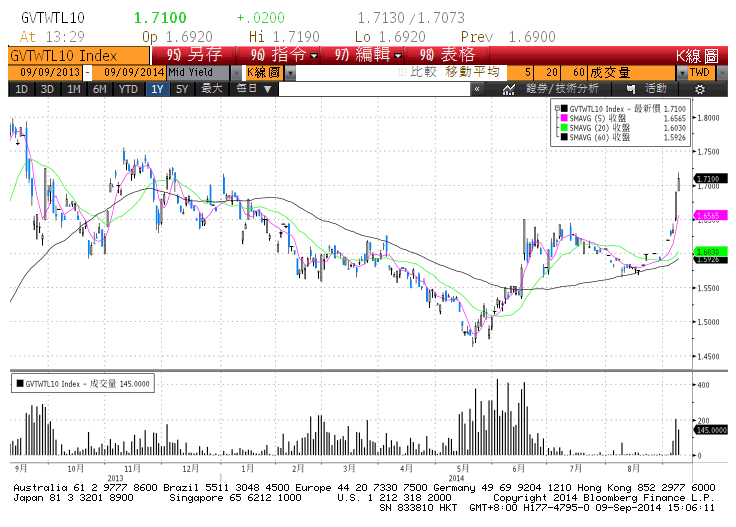 GVTWTL10 1.7100 +.0200 1.7130 /1.7073
At 13:29 Op 1.6920 Hi 1.7190 Lo 1.6920 Prev 1.6900
GVTWTL10 Index 95) 另存 96) 指令 97) 編輯 98) 表格 K線圖
09/09/2013 - 09/09/2014 Mid Yield K線圖 比較 移動平均 5 20 60 成交量 TWD
1D 3D 1M 6M YTD 1Y 5Y 最大 每日 ▼ « 證券/技術分析 活動
GVTWTL10 Index - 最新價 1.7100
SMAVG (5) 收盤 1.6565
SMAVG (20) 收盤 1.6030
SMAVG (60) 收盤 1.5926
1.8000
1.7500
1.7100
1.7000
1.6565
1.6030
1.5926
1.5500
1.5000
1.4500
GVTWTL10 Index - 成交量 145.0000
400
200
145.0000
0
9月 10月 11月 12月 1月 2月 3月 4月 5月 6月 7月 8月
2013 2014
Australia 61 2 9777 8600 Brazil 5511 3048 4500 Europe 44 20 7330 7500 Germany 49 69 9204 1210 Hong Kong 852 2977 6000
Japan 81 3 3201 8900 Singapore 65 6212 1000 U.S. 1 212 318 2000 Copyright 2014 Bloomberg Finance L.P.
SN 833810 HKT GMT+8:00 H177-4795-0 09-Sep-2014 15:06:11